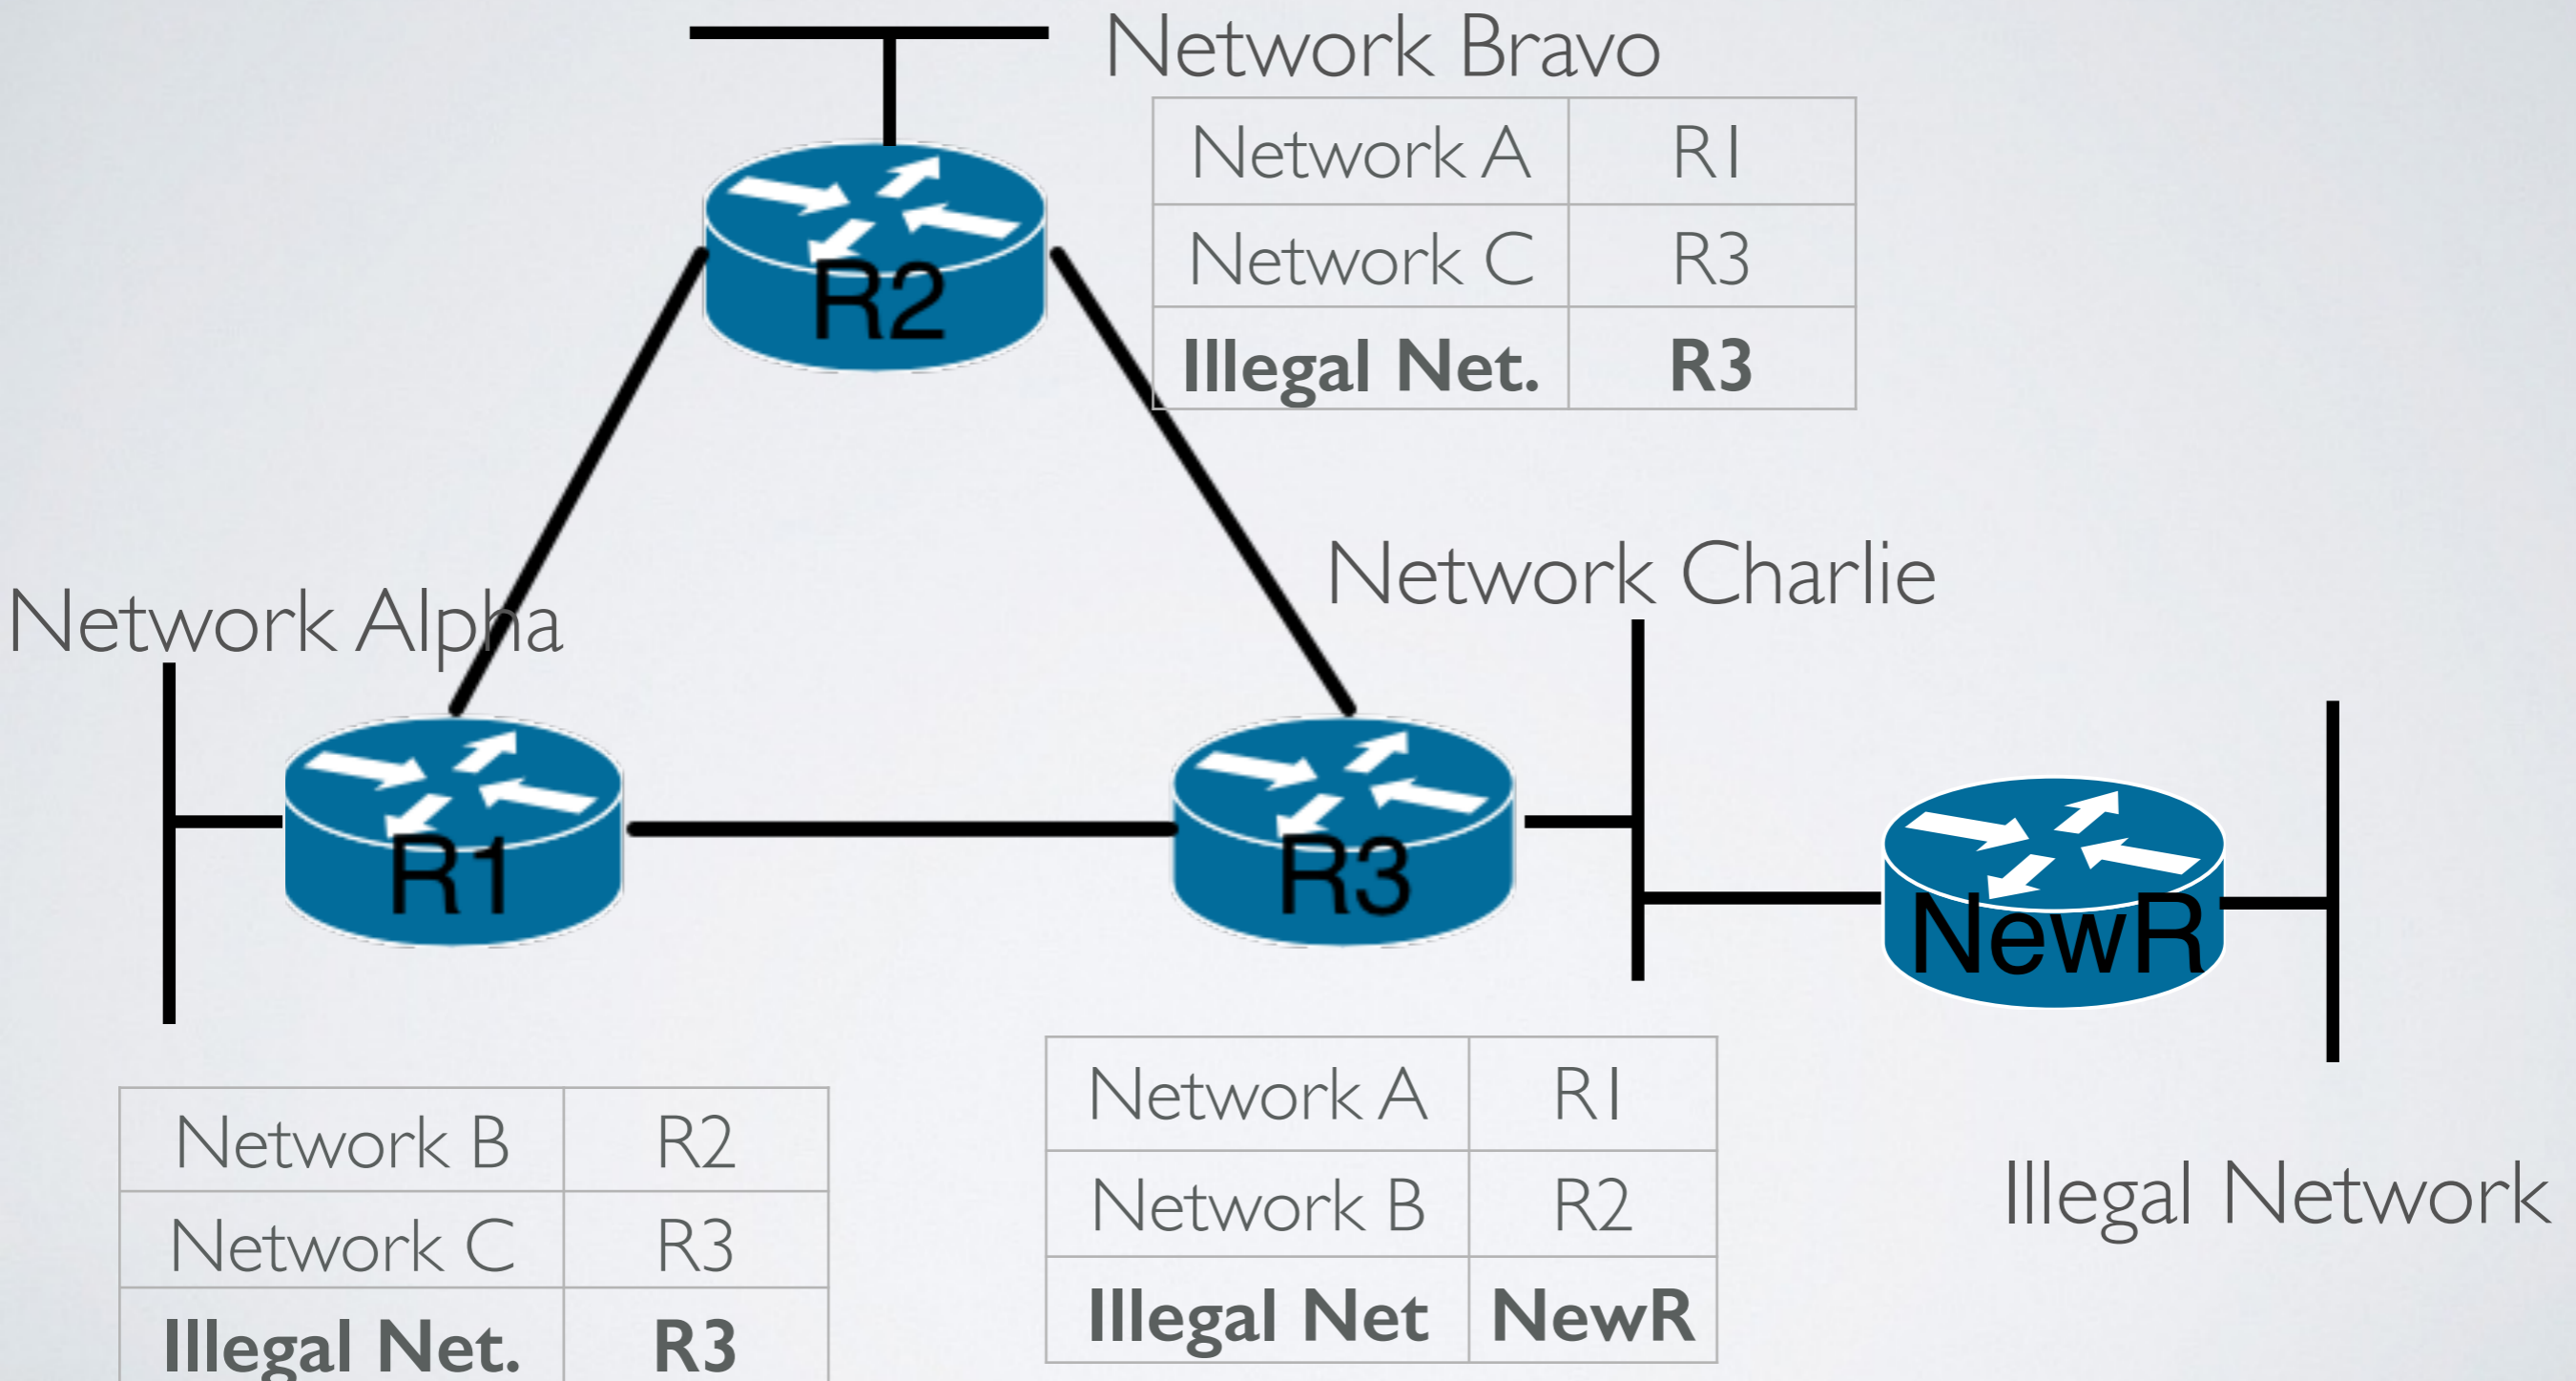 Network Bravo
Network A R1
Network C R3
Illegal Net. R3
R2
Network Charlie
Network Alpha
R1
R3
NewR
Network A R1
Network B R2
Illegal Net NewR
Network B R2
Network C R3
Illegal Net. R3
Illegal Network